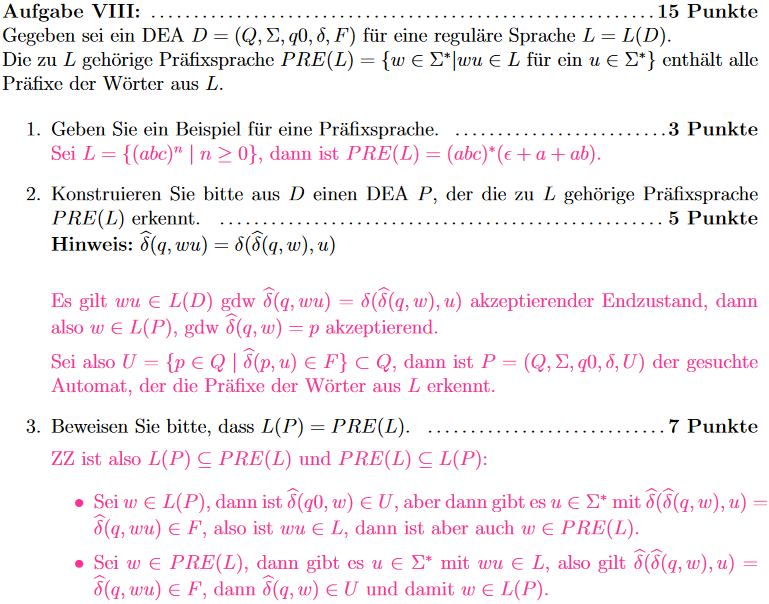 Aufgabe VIII: ........................................................ 15 Punkte
Gegeben sei ein DEA D = (Q, Σ, q0, δ, F) für eine reguläre Sprache L = L(D).
Die zu L gehörige Präfixsprache PRE(L) = {w ∈ Σ*|wu ∈ L für ein u ∈ Σ*} enthält alle
Präfixe der Wörter aus L.
1. Geben Sie ein Beispiel für eine Präfixsprache. ........................ 3 Punkte
Sei L = {(abc)ⁿ | n ≥ 0}, dann ist PRE(L) = (abc)*(ϵ + a + ab).
2. Konstruieren Sie bitte aus D einen DEA P, der die zu L gehörige Präfixsprache
PRE(L) erkennt. .................................................. 5 Punkte
Hinweis: δ̂(q, wu) = δ(δ̂(q, w), u)
Es gilt wu ∈ L(D) gdw δ̂(q, wu) = δ(δ̂(q, w), u) akzeptierender Endzustand, dann
also w ∈ L(P), gdw δ̂(q, w) = p akzeptierend.
Sei also U = {p ∈ Q | δ̂(p, u) ∈ F} ⊂ Q, dann ist P = (Q, Σ, q0, δ, U) der gesuchte
Automat, der die Präfixe der Wörter aus L erkennt.
3. Beweisen Sie bitte, dass L(P) = PRE(L). ........................... 7 Punkte
ZZ ist also L(P) ⊆ PRE(L) und PRE(L) ⊆ L(P):
• Sei w ∈ L(P), dann ist δ̂(q0, w) ∈ U, aber dann gibt es u ∈ Σ* mit δ̂(δ̂(q, w), u) =
δ̂(q, wu) ∈ F, also ist wu ∈ L, dann ist aber auch w ∈ PRE(L).
• Sei w ∈ PRE(L), dann gibt es u ∈ Σ* mit wu ∈ L, also gilt δ̂(δ̂(q, w), u) =
δ̂(q, wu) ∈ F, dann δ̂(q, w) ∈ U und damit w ∈ L(P).